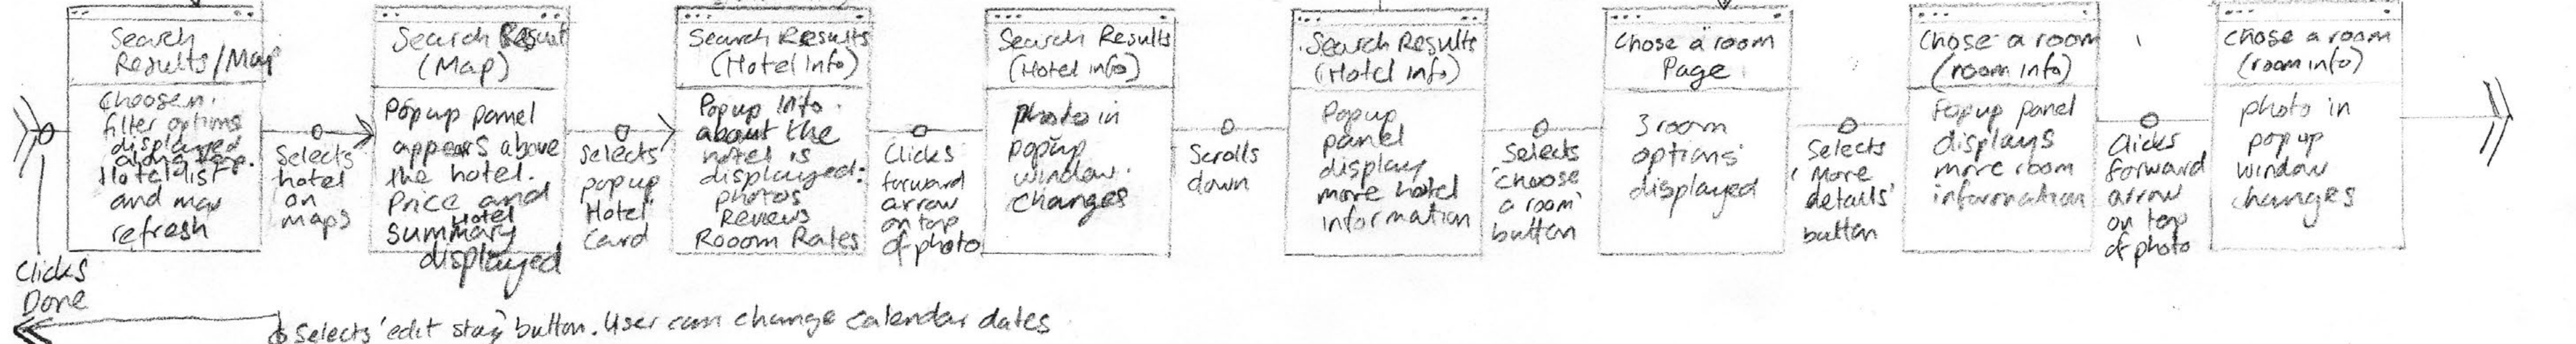 Search
Results/Map
Choosen
filter options
displayed
along top.
Hotel list
and map
refresh
Clicks
Done
Selects
hotel
on
maps
Search Result
(Map)
Popup panel
appears above
the hotel.
Price and
Hotel
summary
displayed
selects
popup
Hotel
Card
Search Results
(Hotel Info)
Popup Info
about the
hotel is
displayed:
photos
Reviews
Rooom Rates
Clicks
forward
arrow
on top
of photo
Search Results
(Hotel info)
photo in
popup
window
changes
Scrolls
down
Search Results
(Hotel info)
Popup
panel
display
more hotel
information
Selects
'choose
a room'
button
Chose a room
Page
3 room
options
displayed
Selects
'More
details'
button
Chose a room
(room info)
Popup panel
displays
more room
information
Clicks
forward
arrow
on top
of photo
Chose a room
(room info)
photo in
popup
window
changes
Selects 'edit stay' button. User can change calendar dates